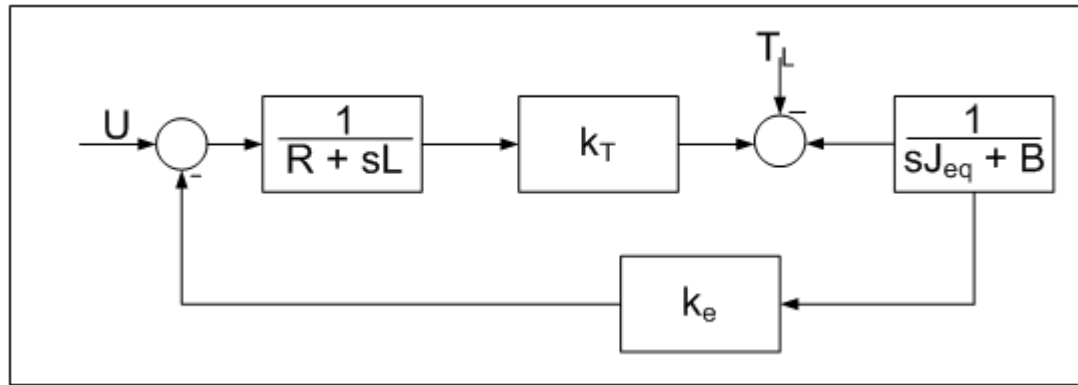 T_L
U
1
R + sL
k_T
1
sJ_eq + B
k_e